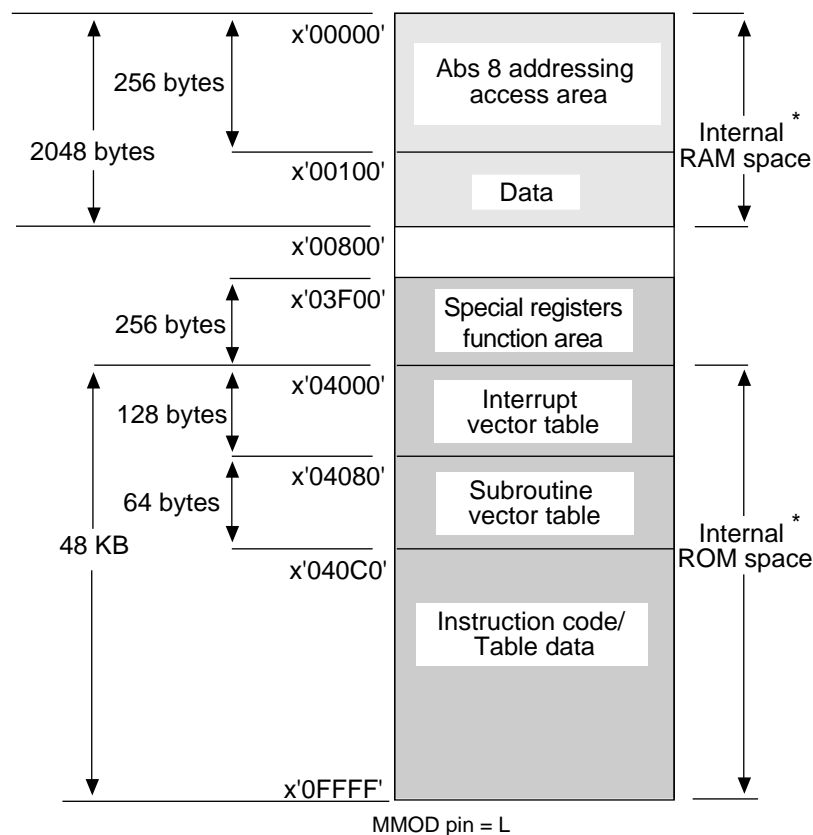 x'00000'
256 bytes
2048 bytes
Abs 8 addressing
access area
Internal *
RAM space
x'00100'
Data
x'00800'
x'03F00'
256 bytes
Special registers
function area
x'04000'
128 bytes
Interrupt
vector table
x'04080'
64 bytes
Subroutine
vector table
48 KB
Internal *
ROM space
x'040C0'
Instruction code/
Table data
x'0FFFF'
MMOD pin = L